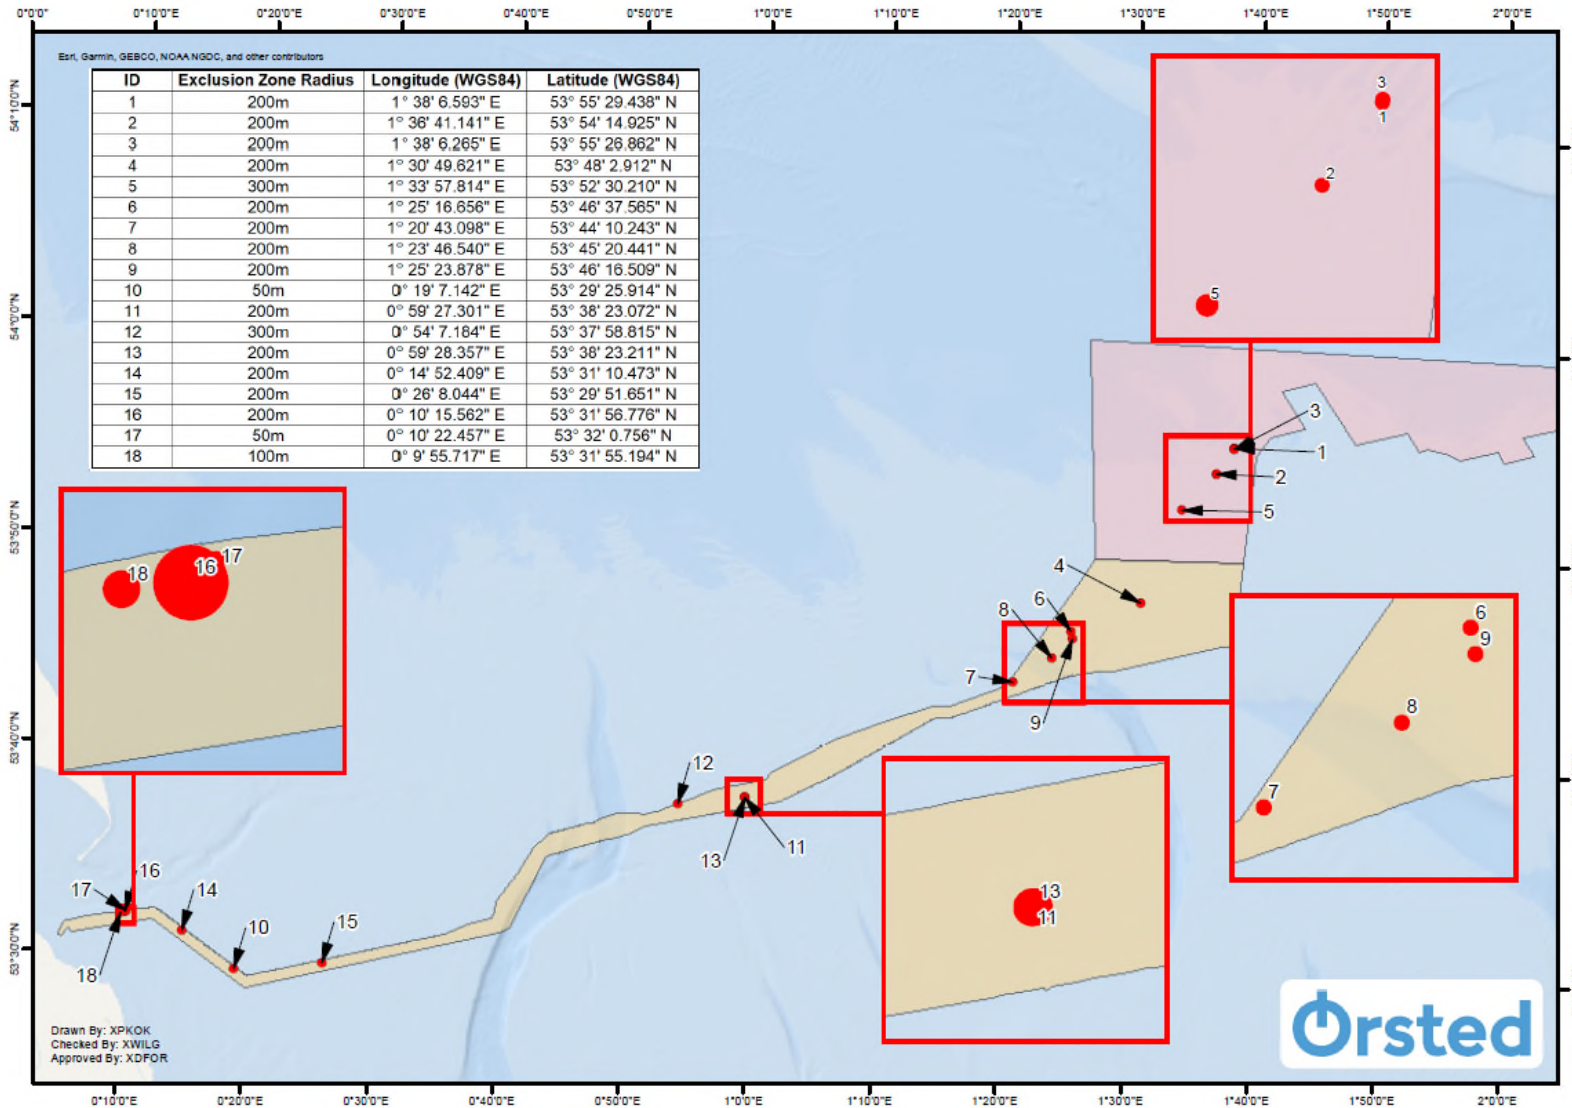 0°0'0" 0°10'0"E 0°20'0"E 0°30'0"E 0°40'0"E 0°50'0"E 1°0'0"E 1°10'0"E 1°20'0"E 1°30'0"E 1°40'0"E 1°50'0"E 2°0'0"E
Esri, Garmin, GEBCO, NOAA NGDC, and other contributors
ID Exclusion Zone Radius Longitude (WGS84) Latitude (WGS84)
1 200m 1° 38' 6.593" E 53° 55' 29.438" N
2 200m 1° 36' 41.141" E 53° 54' 14.925" N
3 200m 1° 38' 6.265" E 53° 55' 26.862" N
4 200m 1° 30' 49.621" E 53° 48' 2.912" N
5 300m 1° 33' 57.814" E 53° 52' 30.210" N
6 200m 1° 25' 16.656" E 53° 46' 37.565" N
7 200m 1° 20' 43.098" E 53° 44' 10.243" N
8 200m 1° 23' 46.540" E 53° 45' 20.441" N
9 200m 1° 25' 23.878" E 53° 46' 16.509" N
10 50m 0° 19' 7.142" E 53° 29' 25.914" N
11 200m 0° 59' 27.301" E 53° 38' 23.072" N
12 300m 0° 54' 7.184" E 53° 37' 58.815" N
13 200m 0° 59' 28.357" E 53° 38' 23.211" N
14 200m 0° 14' 52.409" E 53° 31' 10.473" N
15 200m 0° 26' 8.044" E 53° 29' 51.651" N
16 200m 0° 10' 15.562" E 53° 31' 56.776" N
17 50m 0° 10' 22.457" E 53° 32' 0.756" N
18 100m 0° 9' 55.717" E 53° 31' 55.194" N
3
1
2
5
54°10'0"N
54°0'0"N
53°50'0"N
53°40'0"N
53°30'0"N
3
1
2
5
17
16
18
4
6
8
7
9
6
9
8
7
12
13
11
13
11
16
17
14
18
10
15
Drawn By: XPKOK
Checked By: XWILG
Approved By: XDFOR
Ørsted
0°10'0"E 0°20'0"E 0°30'0"E 0°40'0"E 0°50'0"E 1°0'0"E 1°10'0"E 1°20'0"E 1°30'0"E 1°40'0"E 1°50'0"E 2°0'0"E